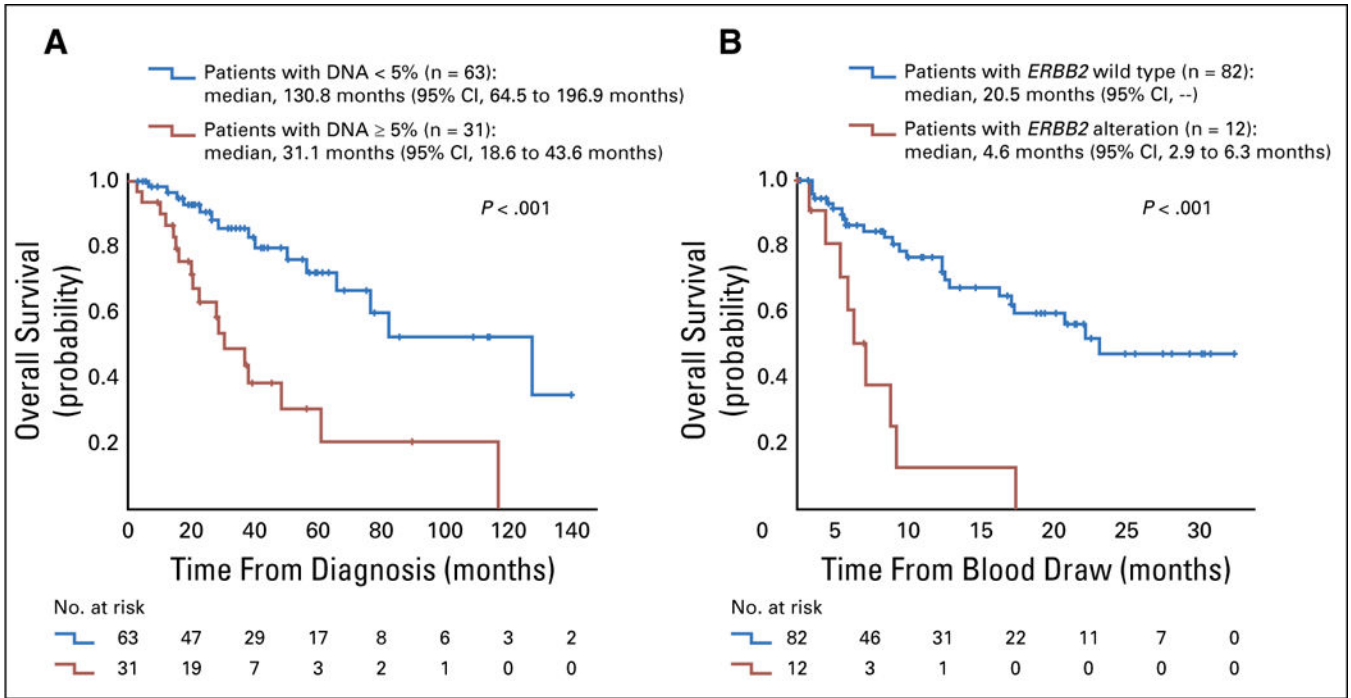 A
Patients with DNA < 5% (n = 63):
median, 130.8 months (95% CI, 64.5 to 196.9 months)
Patients with DNA ≥ 5% (n = 31):
median, 31.1 months (95% CI, 18.6 to 43.6 months)
P < .001
Overall Survival
(probability)
1.0
0.8
0.6
0.4
0.2
0 20 40 60 80 100 120 140
Time From Diagnosis (months)
No. at risk
63 47 29 17 8 6 3 2
31 19 7 3 2 1 0 0
B
Patients with ERBB2 wild type (n = 82):
median, 20.5 months (95% CI, --)
Patients with ERBB2 alteration (n = 12):
median, 4.6 months (95% CI, 2.9 to 6.3 months)
P < .001
Overall Survival
(probability)
1.0
0.8
0.6
0.4
0.2
0 5 10 15 20 25 30
Time From Blood Draw (months)
No. at risk
82 46 31 22 11 7 0
12 3 1 0 0 0 0